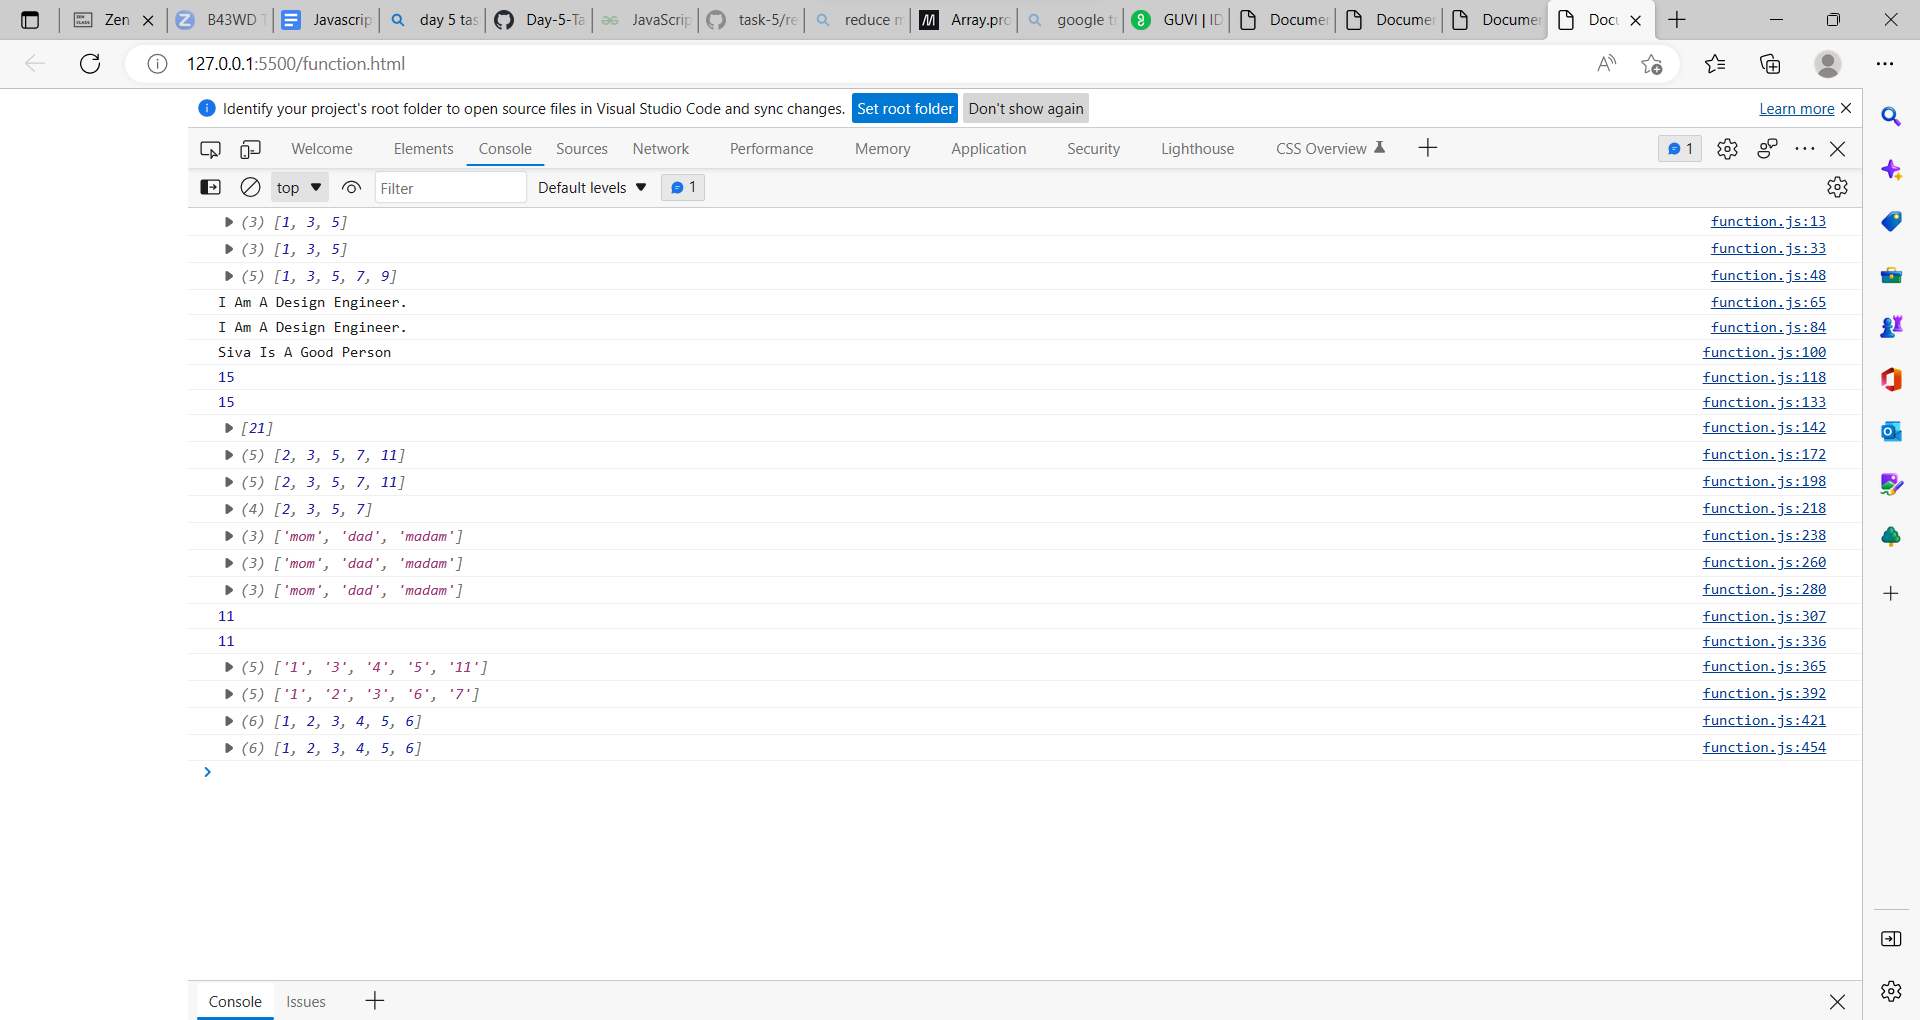 Zen
B43WD T
Javascrip
day 5 tas
Day-5-Ta
JavaScrip
task-5/re
reduce m
Array.pro
google tr
GUVI | ID
Documer
Documer
Documer
Docu
127.0.0.1:5500/function.html
Identify your project's root folder to open source files in Visual Studio Code and sync changes. Set root folder Don't show again Learn more
Welcome Elements Console Sources Network Performance Memory Application Security Lighthouse CSS Overview 1
top Filter Default levels 1
(3) [1, 3, 5] function.js:13
(3) [1, 3, 5] function.js:33
(5) [1, 3, 5, 7, 9] function.js:48
I Am A Design Engineer. function.js:65
I Am A Design Engineer. function.js:84
Siva Is A Good Person function.js:100
15 function.js:118
15 function.js:133
[21] function.js:142
(5) [2, 3, 5, 7, 11] function.js:172
(5) [2, 3, 5, 7, 11] function.js:198
(4) [2, 3, 5, 7] function.js:218
(3) ['mom', 'dad', 'madam'] function.js:238
(3) ['mom', 'dad', 'madam'] function.js:260
(3) ['mom', 'dad', 'madam'] function.js:280
11 function.js:307
11 function.js:336
(5) ['1', '3', '4', '5', '11'] function.js:365
(5) ['1', '2', '3', '6', '7'] function.js:392
(6) [1, 2, 3, 4, 5, 6] function.js:421
(6) [1, 2, 3, 4, 5, 6] function.js:454
Console Issues